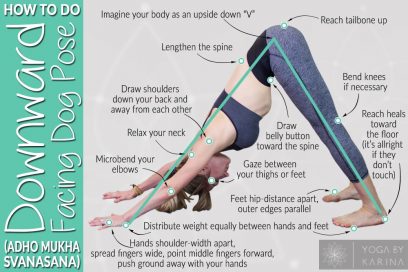 HOW TO DO
Downward
Facing Dog Pose
(ADHO MUKHA
SVANASANA)
Imagine your body as an upside down "V"
Reach tailbone up
Lengthen the spine
Draw shoulders
down your back and
away from each other
Bend knees
if necessary
Draw
belly button
toward the spine
Reach heels
toward
the floor
(it's alright
if they
don't
touch)
Relax your neck
Microbend your
elbows
Gaze between
your thighs or feet
Feet hip-distance apart,
outer edges parallel
Distribute weight equally between hands and feet
Hands shoulder-width apart,
spread fingers wide, point middle fingers forward,
push ground away with your hands
YOGA BY
KARINA